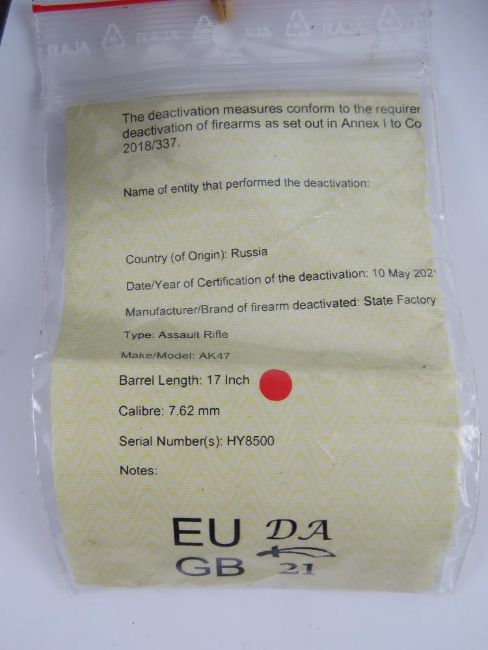 RAJA RAJA RAJA
The deactivation measures conform to the
deactivation of firearms as set out in Annex I to
2018/337.
Name of entity that performed the deactivation:
Country (of Origin): Russia
Date/Year of Certification of the deactivation: 10 May
Manufacturer/Brand of firearm deactivated: State Factory
Type: Assault Rifle
Make/Model: AK47
Barrel Length: 17 Inch
Calibre: 7.62 mm
Serial Number(s): HY8500
Notes:
EU DA
GB 21